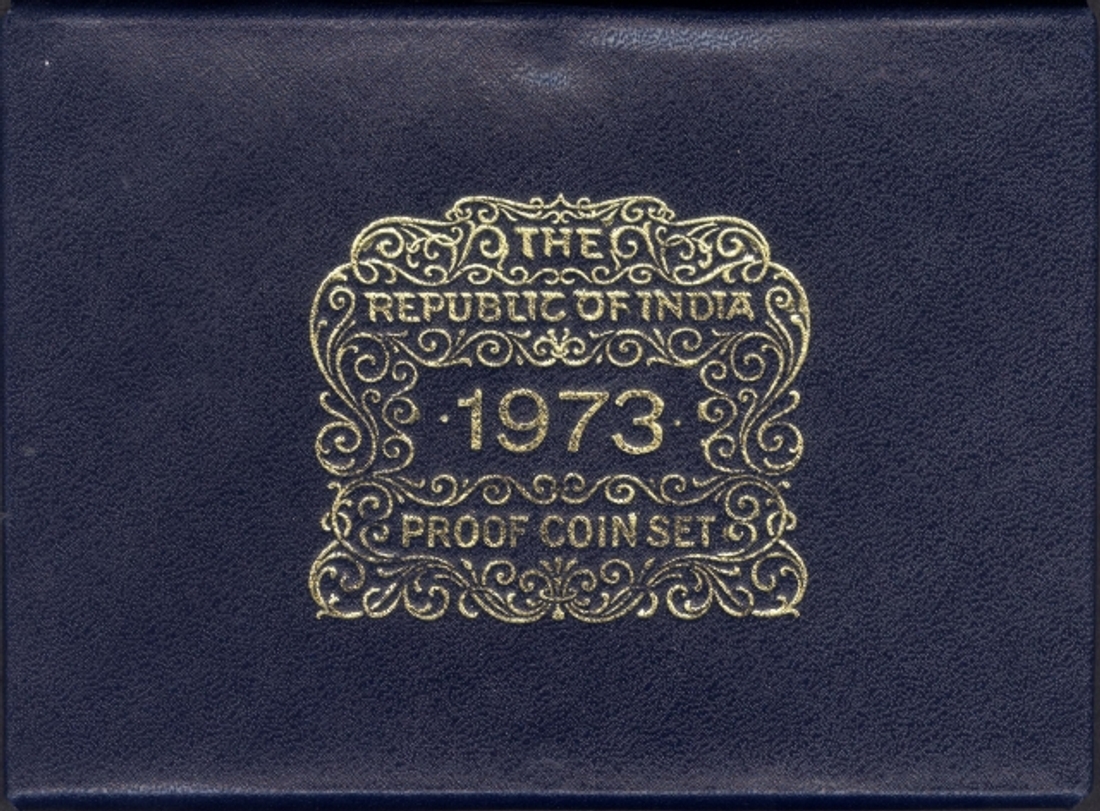 THE
REPUBLIC OF INDIA
·1973·
PROOF COIN SET